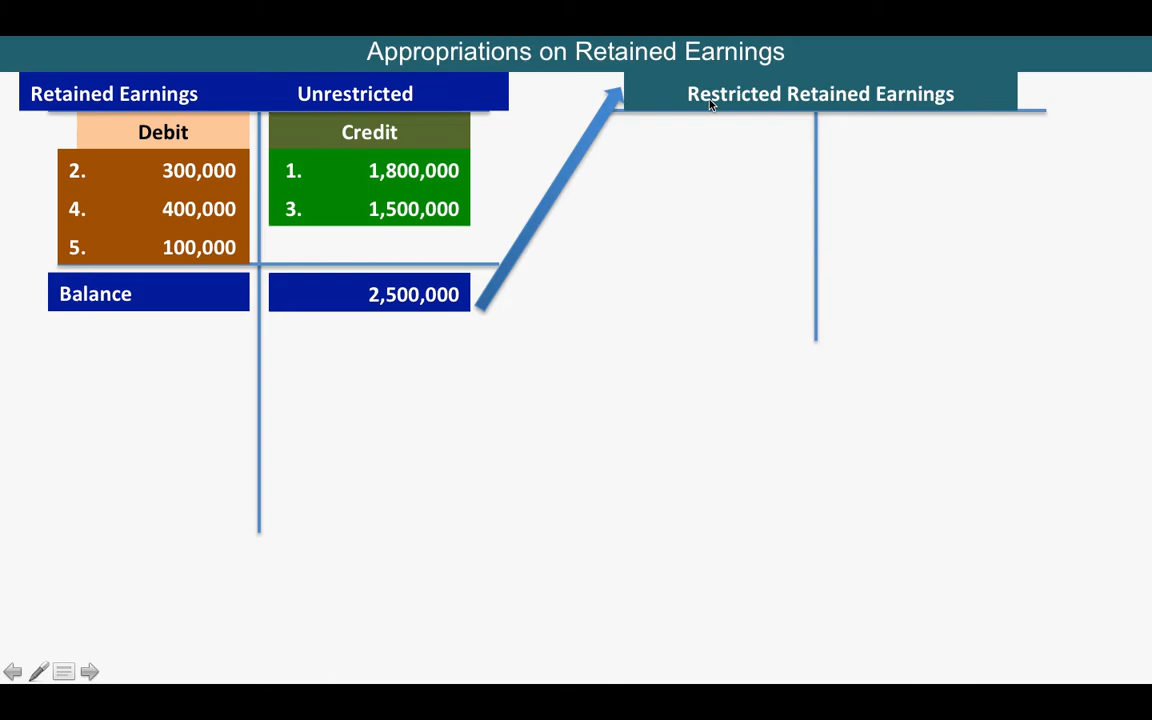 Appropriations on Retained Earnings
Retained Earnings Unrestricted
Debit Credit
2. 300,000 1. 1,800,000
4. 400,000 3. 1,500,000
5. 100,000
Balance 2,500,000
Restricted Retained Earnings